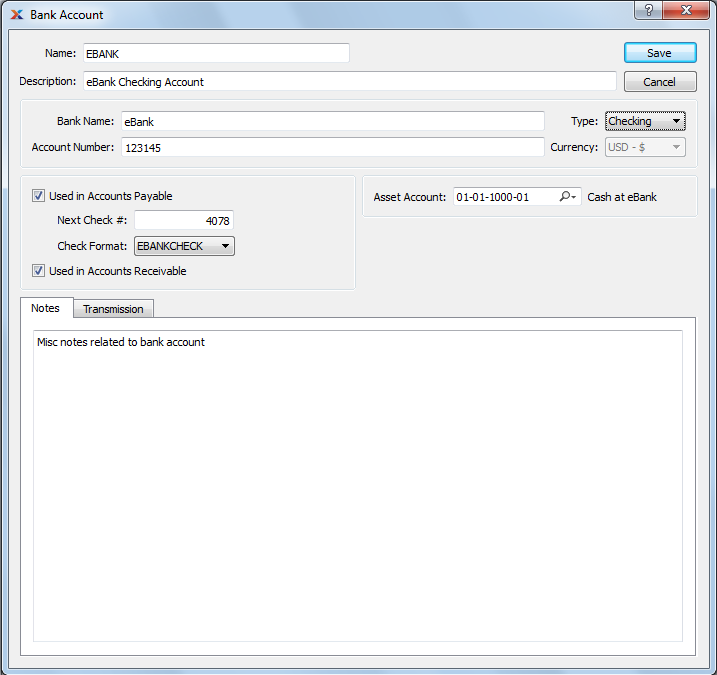 Bank Account
?
Name: EBANK
Save
Description: eBank Checking Account
Cancel
Bank Name: eBank
Type: Checking
Account Number: 123145
Currency: USD - $
Used in Accounts Payable
Asset Account: 01-01-1000-01 Cash at eBank
Next Check #: 4078
Check Format: EBANKCHECK
Used in Accounts Receivable
Notes Transmission
Misc notes related to bank account